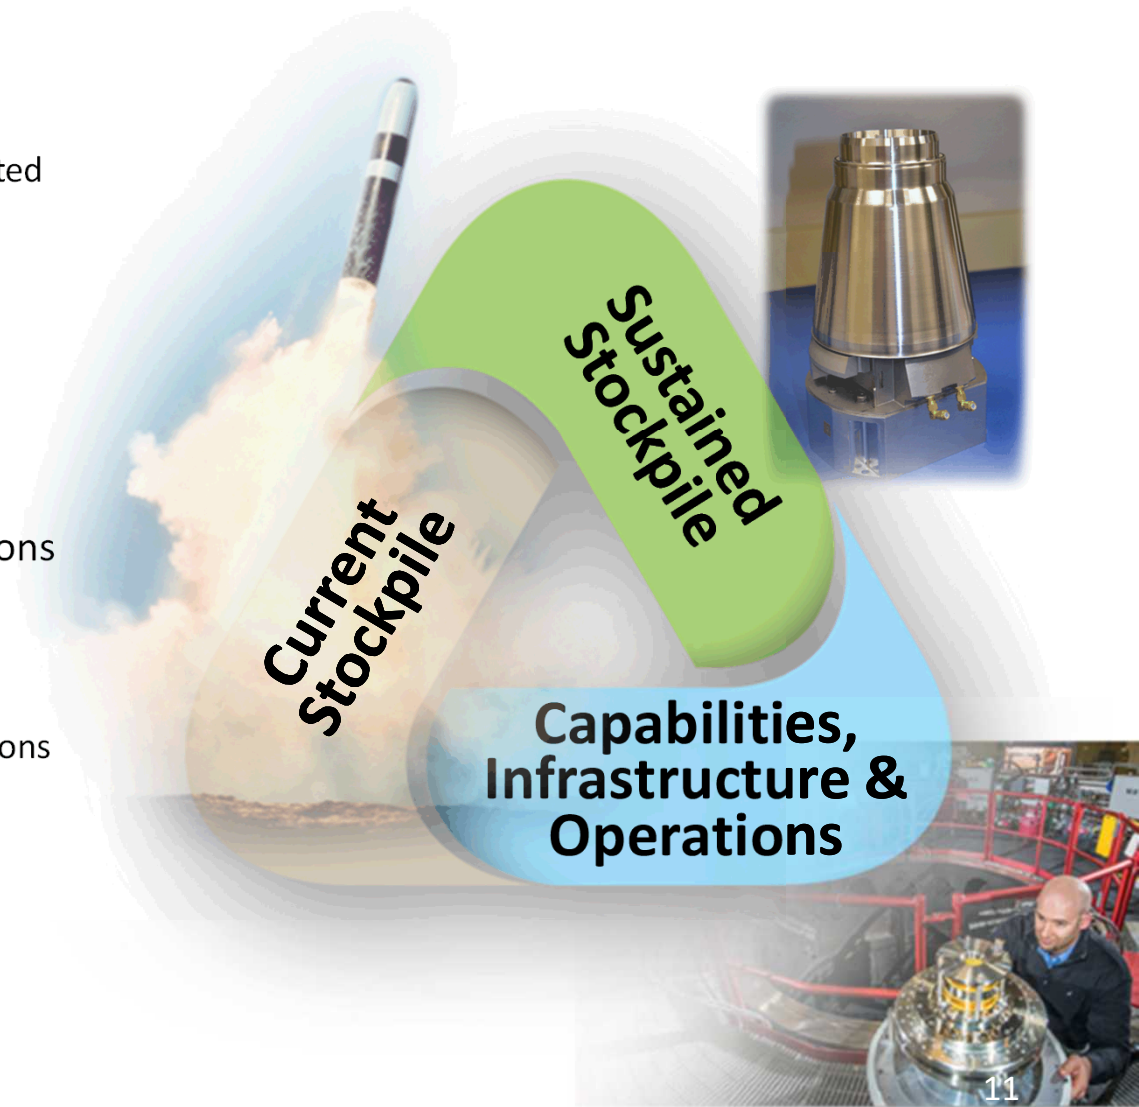 ted
Sustained
Stockpile
ons
Current
Stockpile
ons
Capabilities,
Infrastructure &
Operations
11